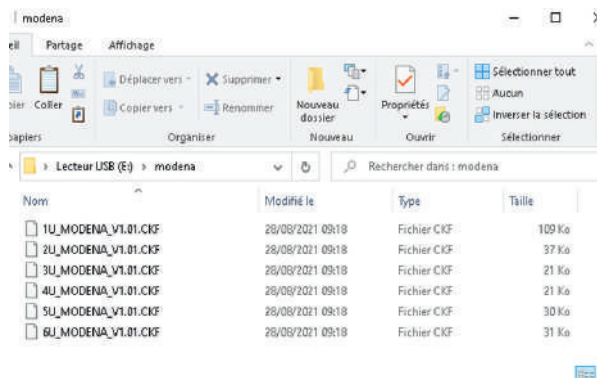 modena
Partage Affichage
Coller
Déplacer vers
Copier vers
Supprimer
Renommer
Nouveau dossier
Propriétés
Sélectionner tout
Aucun
Inverser la sélection
Organiser Nouveau Ouvrir Sélectionner
Lecteur USB (E:) modena Rechercher dans : modena
Nom Modifié le Type Taille
1U_MODENA_V1.01.CKF 28/08/2021 09:18 Fichier CKF 109 Ko
2U_MODENA_V1.01.CKF 28/08/2021 09:18 Fichier CKF 37 Ko
3U_MODENA_V1.01.CKF 28/08/2021 09:18 Fichier CKF 21 Ko
4U_MODENA_V1.01.CKF 28/08/2021 09:18 Fichier CKF 21 Ko
5U_MODENA_V1.01.CKF 28/08/2021 09:18 Fichier CKF 30 Ko
6U_MODENA_V1.01.CKF 28/08/2021 09:18 Fichier CKF 31 Ko